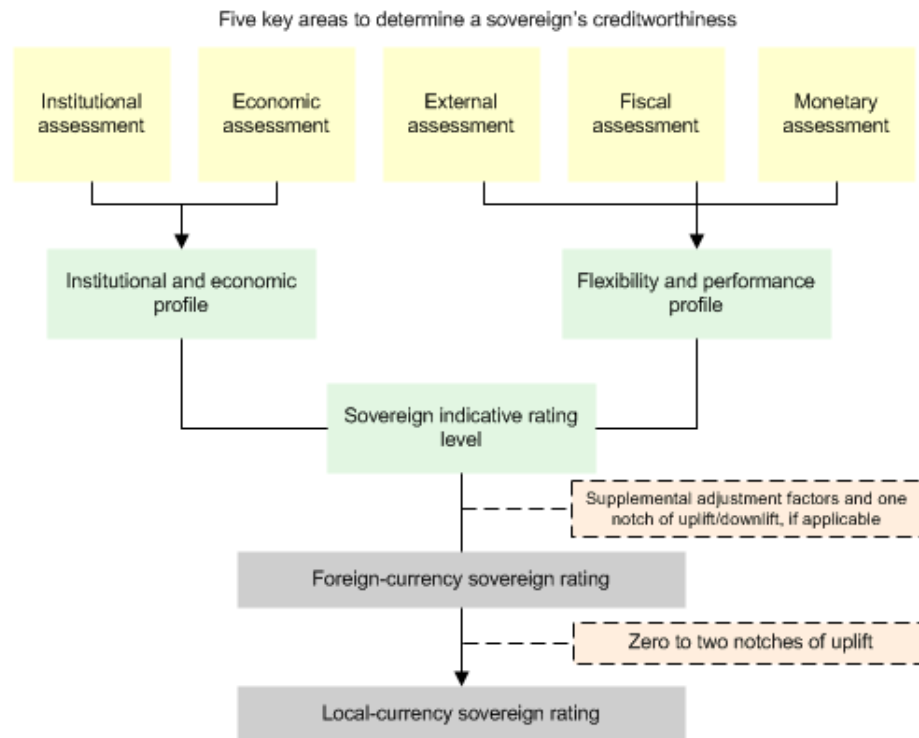 Five key areas to determine a sovereign's creditworthiness
Institutional
assessment
Economic
assessment
External
assessment
Fiscal
assessment
Monetary
assessment
Institutional and economic
profile
Flexibility and performance
profile
Sovereign indicative rating
level
Supplemental adjustment factors and one
notch of uplift/downlift, if applicable
Foreign-currency sovereign rating
Zero to two notches of uplift
Local-currency sovereign rating